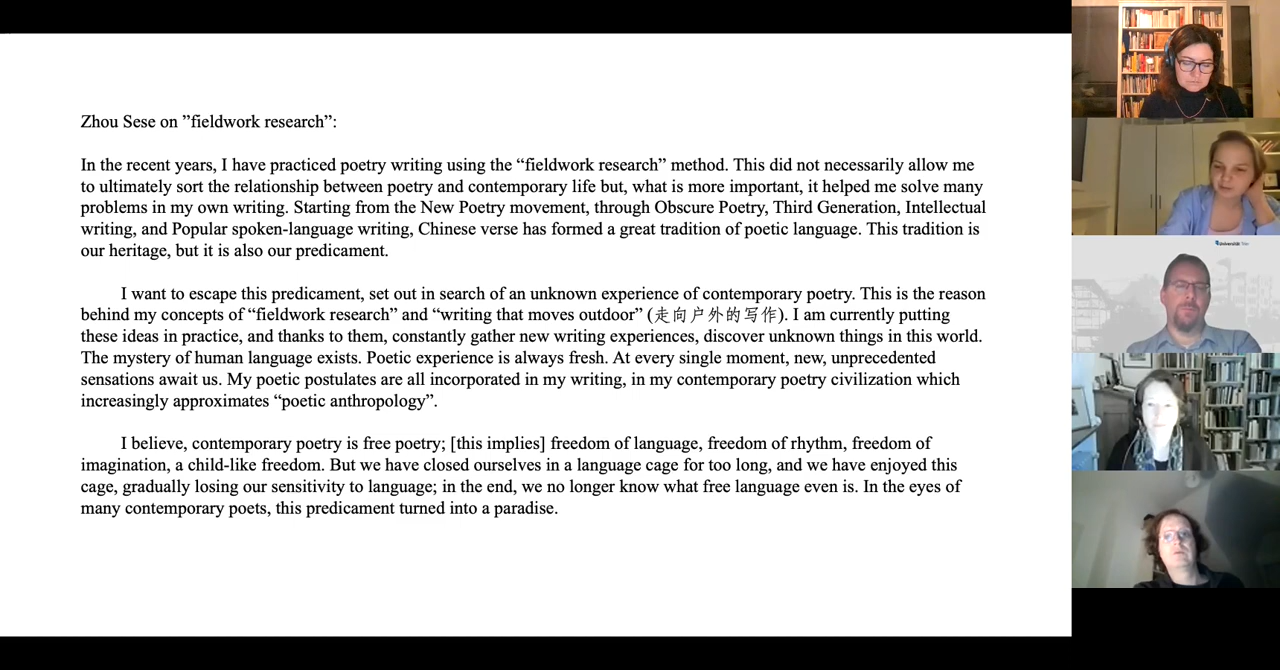 Zhou Sese on ”fieldwork research”:
In the recent years, I have practiced poetry writing using the “fieldwork research” method. This did not necessarily allow me
to ultimately sort the relationship between poetry and contemporary life but, what is more important, it helped me solve many
problems in my own writing. Starting from the New Poetry movement, through Obscure Poetry, Third Generation, Intellectual
writing, and Popular spoken-language writing, Chinese verse has formed a great tradition of poetic language. This tradition is
our heritage, but it is also our predicament.
I want to escape this predicament, set out in search of an unknown experience of contemporary poetry. This is the reason
behind my concepts of “fieldwork research” and “writing that moves outdoor” (走向户外的写作). I am currently putting
these ideas in practice, and thanks to them, constantly gather new writing experiences, discover unknown things in this world.
The mystery of human language exists. Poetic experience is always fresh. At every single moment, new, unprecedented
sensations await us. My poetic postulates are all incorporated in my writing, in my contemporary poetry civilization which
increasingly approximates “poetic anthropology”.
I believe, contemporary poetry is free poetry; [this implies] freedom of language, freedom of rhythm, freedom of
imagination, a child-like freedom. But we have closed ourselves in a language cage for too long, and we have enjoyed this
cage, gradually losing our sensitivity to language; in the end, we no longer know what free language even is. In the eyes of
many contemporary poets, this predicament turned into a paradise.
Universität Trier